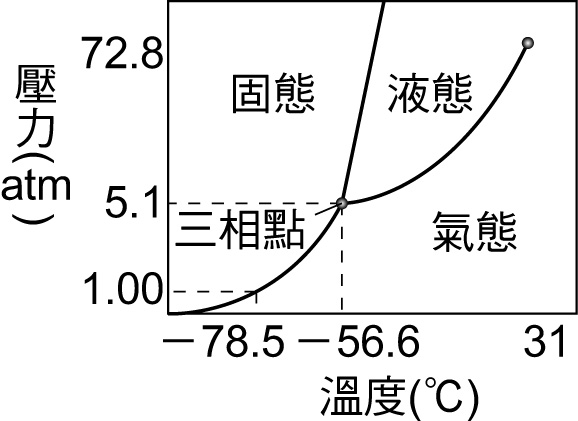 72.8
固態
液態
壓力(atm)
5.1
三相點
氣態
1.00
－78.5
－56.6
31
溫度(℃)